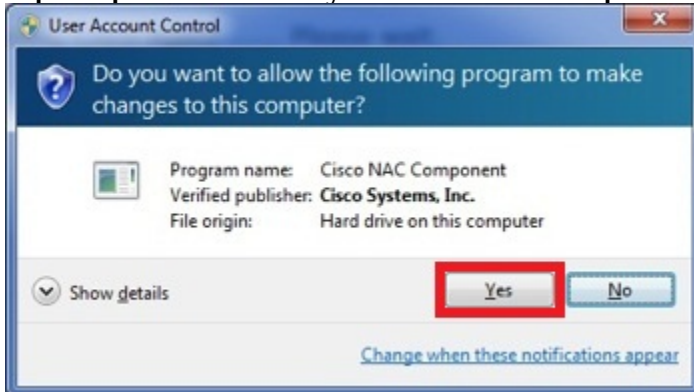 User Account Control
Do you want to allow the following program to make
changes to this computer?
Program name: Cisco NAC Component
Verified publisher: Cisco Systems, Inc.
File origin: Hard drive on this computer
Show details
Yes
No
Change when these notifications appear